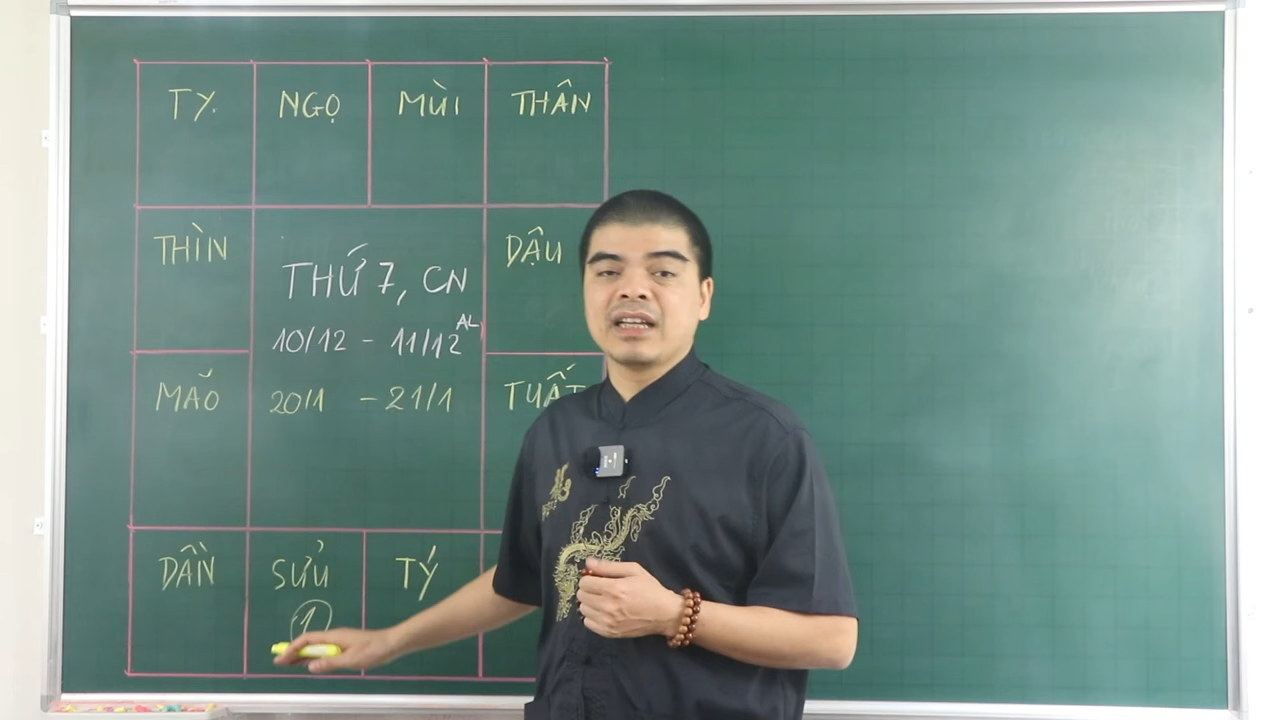 TỴ NGỌ MÙI THÂN
THÌN DẬU
THỨ 7, CN
10/12 - 11/12 AL
MÃO TUẤT
20/1 - 21/1
DẦN SỬU TÝ
1